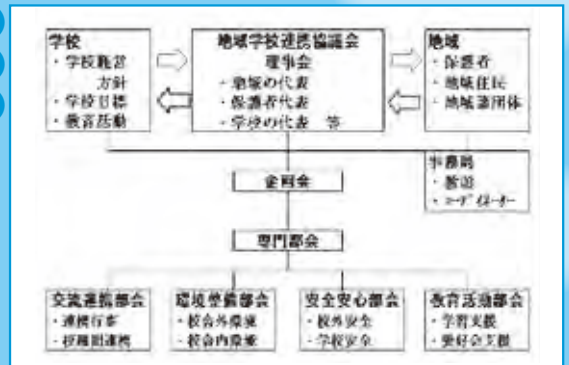 学校
・学校経営
方針
・学校目標
・教育活動
地域学校連携協議会
理事会
・地域の代表
・保護者代表
・学校の代表　等
地域
・保護者
・地域住民
・地域諸団体
事務局
・教頭
・コーディネーター
企画会
専門部会
交流連携部会
・連携行事
・校種間連携
環境整備部会
・校舎外環境
・校舎内環境
安全安心部会
・校外安全
・学校安全
教育活動部会
・学習支援
・愛好会支援